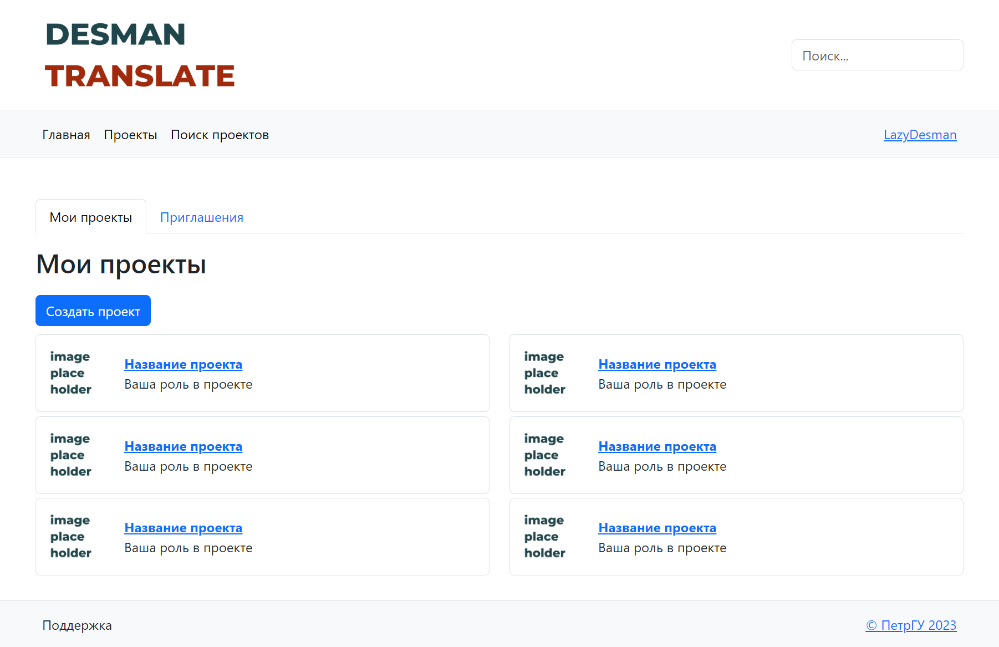 DESMAN
TRANSLATE
Поиск...
Главная Проекты Поиск проектов LazyDesman
Мои проекты Приглашения
Мои проекты
Создать проект
image
place
holder
Название проекта
Ваша роль в проекте
image
place
holder
Название проекта
Ваша роль в проекте
image
place
holder
Название проекта
Ваша роль в проекте
image
place
holder
Название проекта
Ваша роль в проекте
image
place
holder
Название проекта
Ваша роль в проекте
image
place
holder
Название проекта
Ваша роль в проекте
Поддержка © ПетрГУ 2023